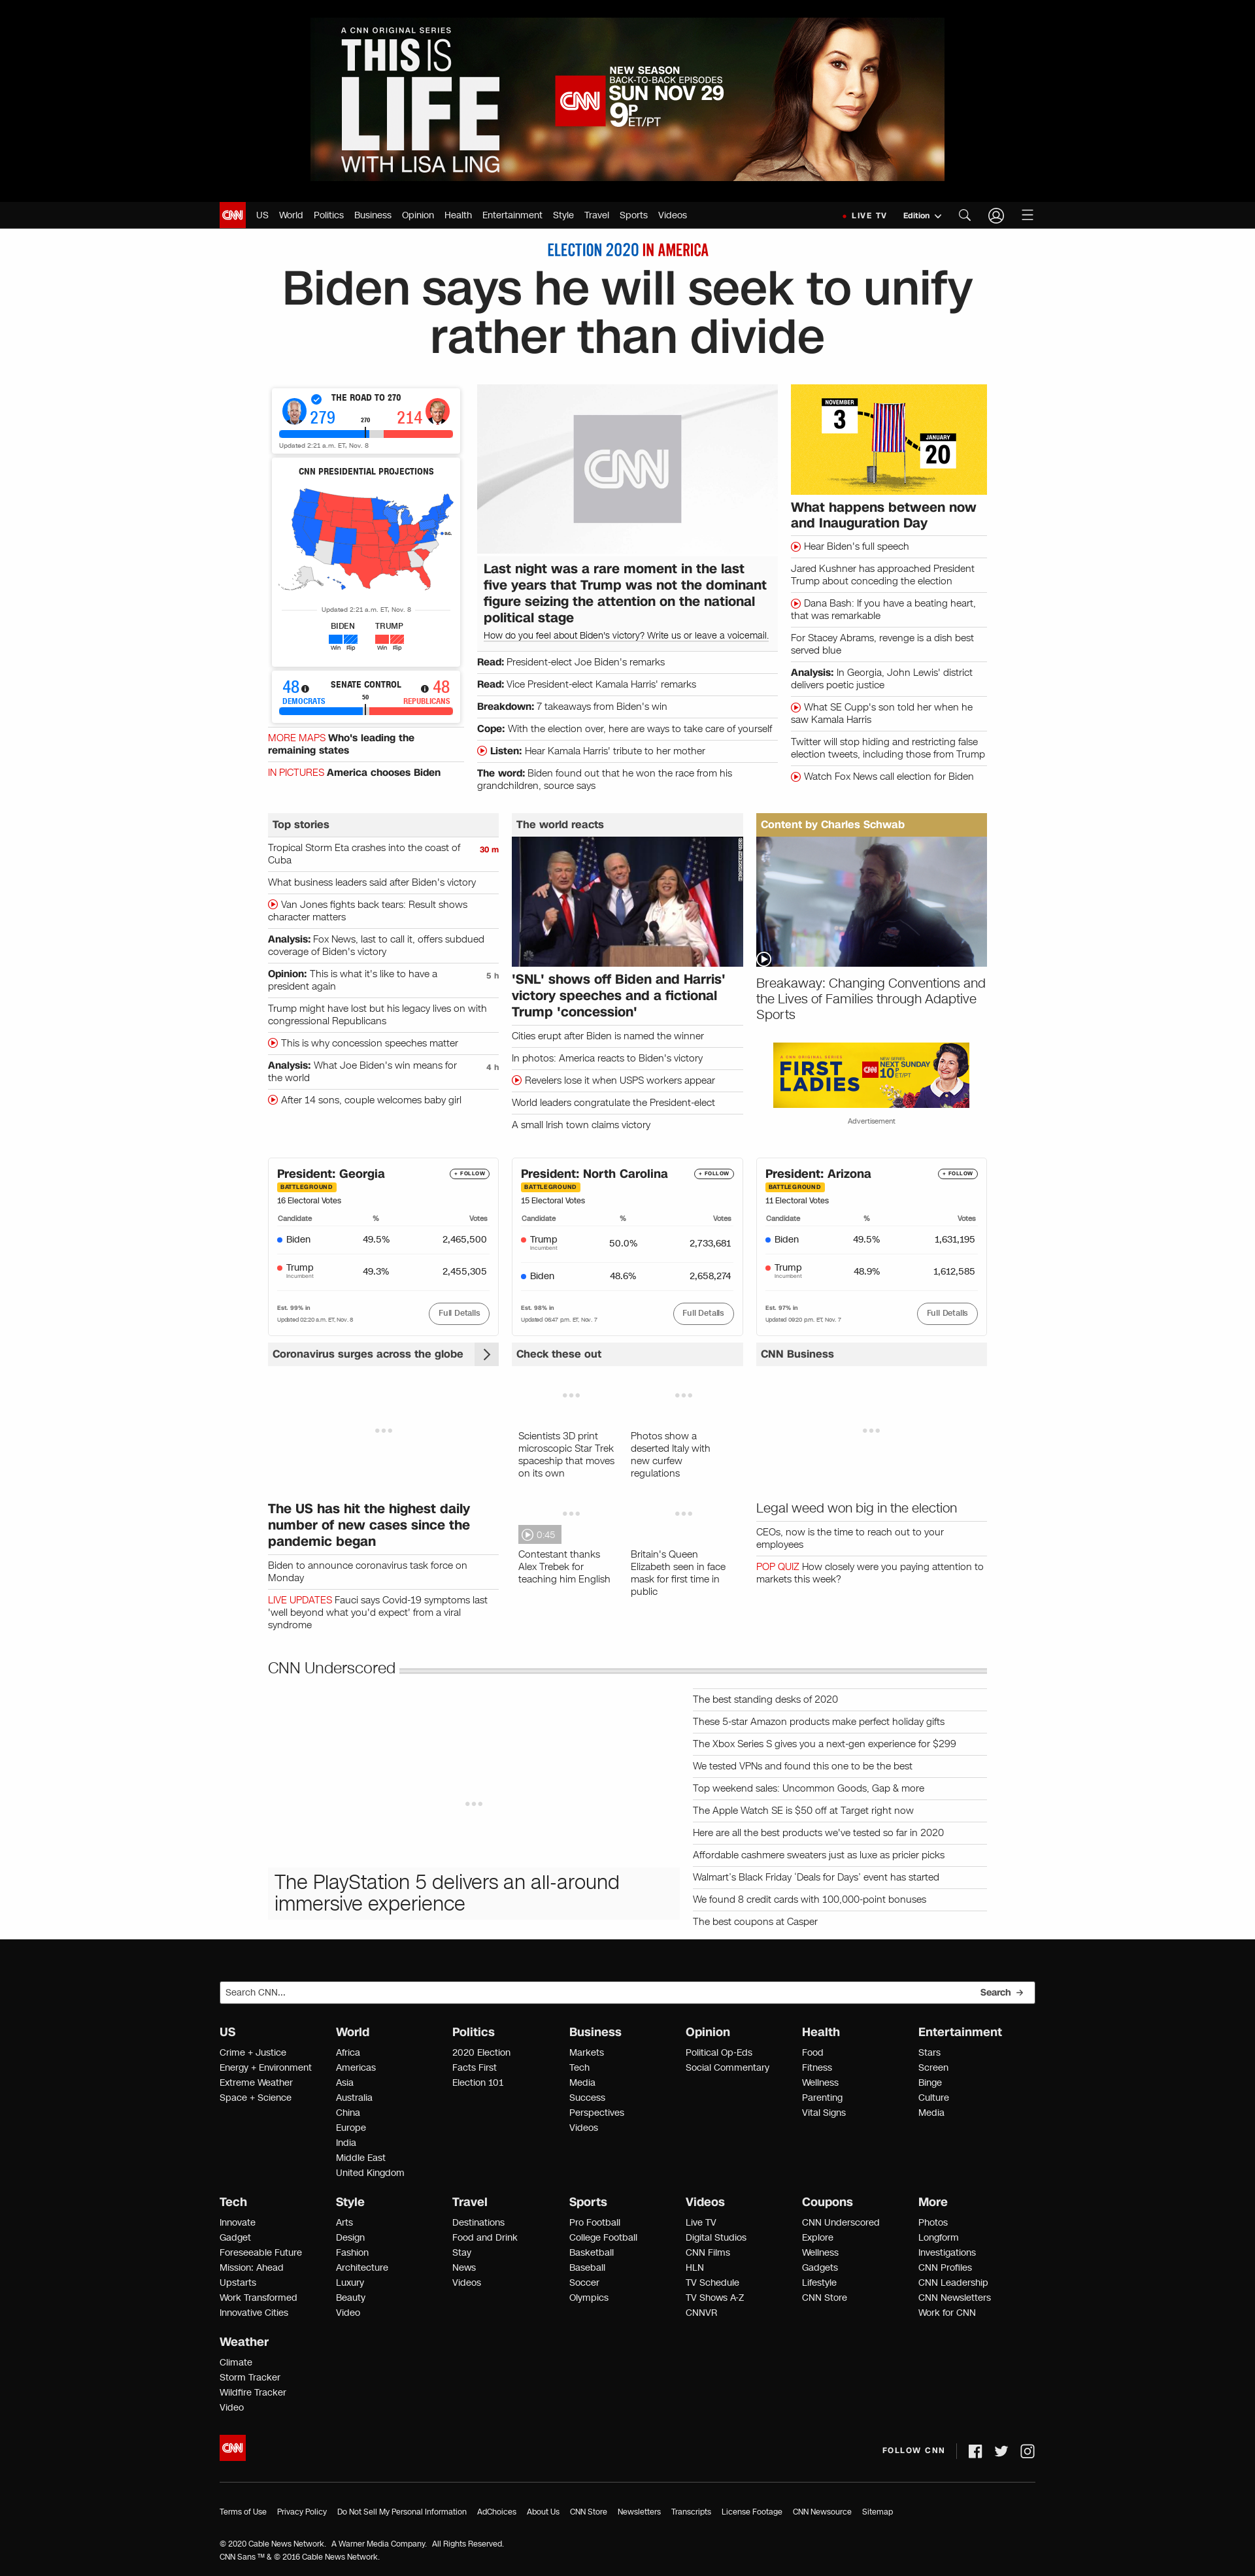 A CNN ORIGINAL SERIES
THIS IS
LIFE
WITH LISA LING
NEW SEASON
BACK-TO-BACK EPISODES
CNN
SUN NOV 29
9P
ET/PT
CNN US World Politics Business Opinion Health Entertainment Style Travel Sports Videos LIVE TV Edition
ELECTION 2020 IN AMERICA
Biden says he will seek to unify
rather than divide
THE ROAD TO 270
279
270
214
Updated 2:21 a.m. ET, Nov. 8
CNN PRESIDENTIAL PROJECTIONS
Updated 2:21 a.m. ET, Nov. 8
BIDEN TRUMP
Win Flip Win Flip
48 SENATE CONTROL 48
DEMOCRATS 50 REPUBLICANS
MORE MAPS Who's leading the
remaining states
IN PICTURES America chooses Biden
CNN
Last night was a rare moment in the last
five years that Trump was not the dominant
figure seizing the attention on the national
political stage
How do you feel about Biden's victory? Write us or leave a voicemail.
Read: President-elect Joe Biden's remarks
Read: Vice President-elect Kamala Harris' remarks
Breakdown: 7 takeaways from Biden's win
Cope: With the election over, here are ways to take care of yourself
Listen: Hear Kamala Harris' tribute to her mother
The word: Biden found out that he won the race from his
grandchildren, source says
NOVEMBER
3
JANUARY
20
What happens between now
and Inauguration Day
Hear Biden's full speech
Jared Kushner has approached President
Trump about conceding the election
Dana Bash: If you have a beating heart,
that was remarkable
For Stacey Abrams, revenge is a dish best
served blue
Analysis: In Georgia, John Lewis' district
delivers poetic justice
What SE Cupp's son told her when he
saw Kamala Harris
Twitter will stop hiding and restricting false
election tweets, including those from Trump
Watch Fox News call election for Biden
Top stories
Tropical Storm Eta crashes into the coast of
Cuba
30 m
What business leaders said after Biden's victory
Van Jones fights back tears: Result shows
character matters
Analysis: Fox News, last to call it, offers subdued
coverage of Biden's victory
Opinion: This is what it's like to have a
president again
5 h
Trump might have lost but his legacy lives on with
congressional Republicans
This is why concession speeches matter
Analysis: What Joe Biden's win means for
the world
4 h
After 14 sons, couple welcomes baby girl
The world reacts
'SNL' shows off Biden and Harris'
victory speeches and a fictional
Trump 'concession'
Cities erupt after Biden is named the winner
In photos: America reacts to Biden's victory
Revelers lose it when USPS workers appear
World leaders congratulate the President-elect
A small Irish town claims victory
Content by Charles Schwab
Breakaway: Changing Conventions and
the Lives of Families through Adaptive
Sports
A CNN ORIGINAL SERIES
FIRST
LADIES
CNN
NEW SERIES
NEXT SUNDAY
10P
ET/PT
Advertisement
President: Georgia + FOLLOW
BATTLEGROUND
16 Electoral Votes
Candidate % Votes
Biden 49.5% 2,465,500
Trump 49.3% 2,455,305
Incumbent
Est. 99% in
Updated 02:20 a.m. ET, Nov. 8
Full Details
President: North Carolina + FOLLOW
BATTLEGROUND
15 Electoral Votes
Candidate % Votes
Trump 50.0% 2,733,681
Incumbent
Biden 48.6% 2,658,274
Est. 98% in
Updated 06:47 p.m. ET, Nov. 7
Full Details
President: Arizona + FOLLOW
BATTLEGROUND
11 Electoral Votes
Candidate % Votes
Biden 49.5% 1,631,195
Trump 48.9% 1,612,585
Incumbent
Est. 97% in
Updated 09:20 p.m. ET, Nov. 7
Full Details
Coronavirus surges across the globe
The US has hit the highest daily
number of new cases since the
pandemic began
Biden to announce coronavirus task force on
Monday
LIVE UPDATES Fauci says Covid-19 symptoms last
'well beyond what you'd expect' from a viral
syndrome
Check these out
Scientists 3D print
microscopic Star Trek
spaceship that moves
on its own
Photos show a
deserted Italy with
new curfew
regulations
0:45
Contestant thanks
Alex Trebek for
teaching him English
Britain's Queen
Elizabeth seen in face
mask for first time in
public
CNN Business
Legal weed won big in the election
CEOs, now is the time to reach out to your
employees
POP QUIZ How closely were you paying attention to
markets this week?
CNN Underscored
The PlayStation 5 delivers an all-around
immersive experience
The best standing desks of 2020
These 5-star Amazon products make perfect holiday gifts
The Xbox Series S gives you a next-gen experience for $299
We tested VPNs and found this one to be the best
Top weekend sales: Uncommon Goods, Gap & more
The Apple Watch SE is $50 off at Target right now
Here are all the best products we've tested so far in 2020
Affordable cashmere sweaters just as luxe as pricier picks
Walmart's Black Friday 'Deals for Days' event has started
We found 8 credit cards with 100,000-point bonuses
The best coupons at Casper
Search CNN... Search →
US
Crime + Justice
Energy + Environment
Extreme Weather
Space + Science
World
Africa
Americas
Asia
Australia
China
Europe
India
Middle East
United Kingdom
Politics
2020 Election
Facts First
Election 101
Business
Markets
Tech
Media
Success
Perspectives
Videos
Opinion
Political Op-Eds
Social Commentary
Health
Food
Fitness
Wellness
Parenting
Vital Signs
Entertainment
Stars
Screen
Binge
Culture
Media
Tech
Innovate
Gadget
Foreseeable Future
Mission: Ahead
Upstarts
Work Transformed
Innovative Cities
Style
Arts
Design
Fashion
Architecture
Luxury
Beauty
Video
Travel
Destinations
Food and Drink
Stay
News
Videos
Sports
Pro Football
College Football
Basketball
Baseball
Soccer
Olympics
Videos
Live TV
Digital Studios
CNN Films
HLN
TV Schedule
TV Shows A-Z
CNNVR
Coupons
CNN Underscored
Explore
Wellness
Gadgets
Lifestyle
CNN Store
More
Photos
Longform
Investigations
CNN Profiles
CNN Leadership
CNN Newsletters
Work for CNN
Weather
Climate
Storm Tracker
Wildfire Tracker
Video
CNN
FOLLOW CNN
Terms of Use Privacy Policy Do Not Sell My Personal Information AdChoices About Us CNN Store Newsletters Transcripts License Footage CNN Newsource Sitemap
© 2020 Cable News Network. A Warner Media Company. All Rights Reserved.
CNN Sans ™ & © 2016 Cable News Network.